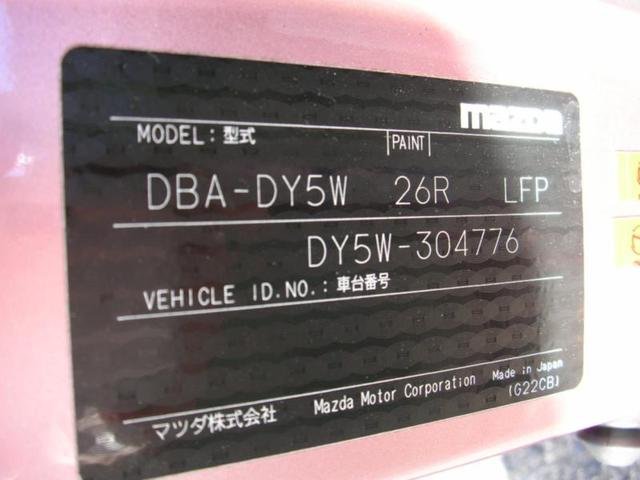 mazda
MODEL: 型式 PAINT
DBA-DY5W 26R LFP
DY5W-304776
VEHICLE ID.NO.: 車台番号
マツダ株式会社 Mazda Motor Corporation Made in Japan
(G22CB)